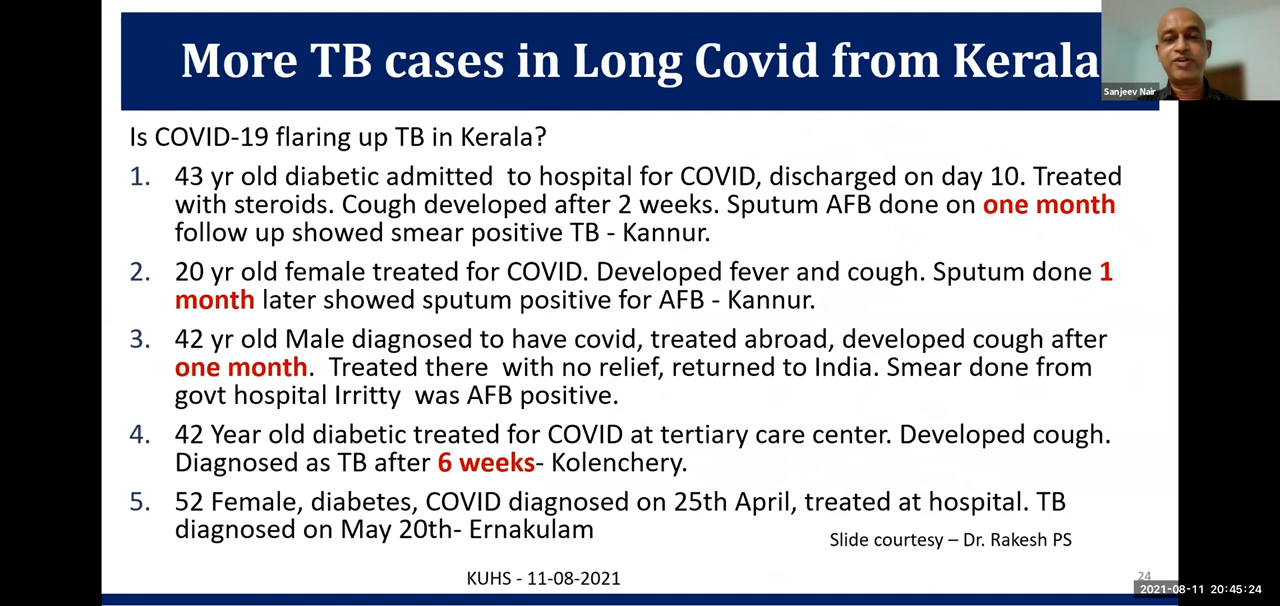 More TB cases in Long Covid from Kerala
Sanjeev Nair
Is COVID-19 flaring up TB in Kerala?
1. 43 yr old diabetic admitted to hospital for COVID, discharged on day 10. Treated
with steroids. Cough developed after 2 weeks. Sputum AFB done on one month
follow up showed smear positive TB - Kannur.
2. 20 yr old female treated for COVID. Developed fever and cough. Sputum done 1
month later showed sputum positive for AFB - Kannur.
3. 42 yr old Male diagnosed to have covid, treated abroad, developed cough after
one month. Treated there with no relief, returned to India. Smear done from
govt hospital Irritty was AFB positive.
4. 42 Year old diabetic treated for COVID at tertiary care center. Developed cough.
Diagnosed as TB after 6 weeks- Kolenchery.
5. 52 Female, diabetes, COVID diagnosed on 25th April, treated at hospital. TB
diagnosed on May 20th- Ernakulam
Slide courtesy – Dr. Rakesh PS
KUHS - 11-08-2021
24
2021-08-11 20:45:24